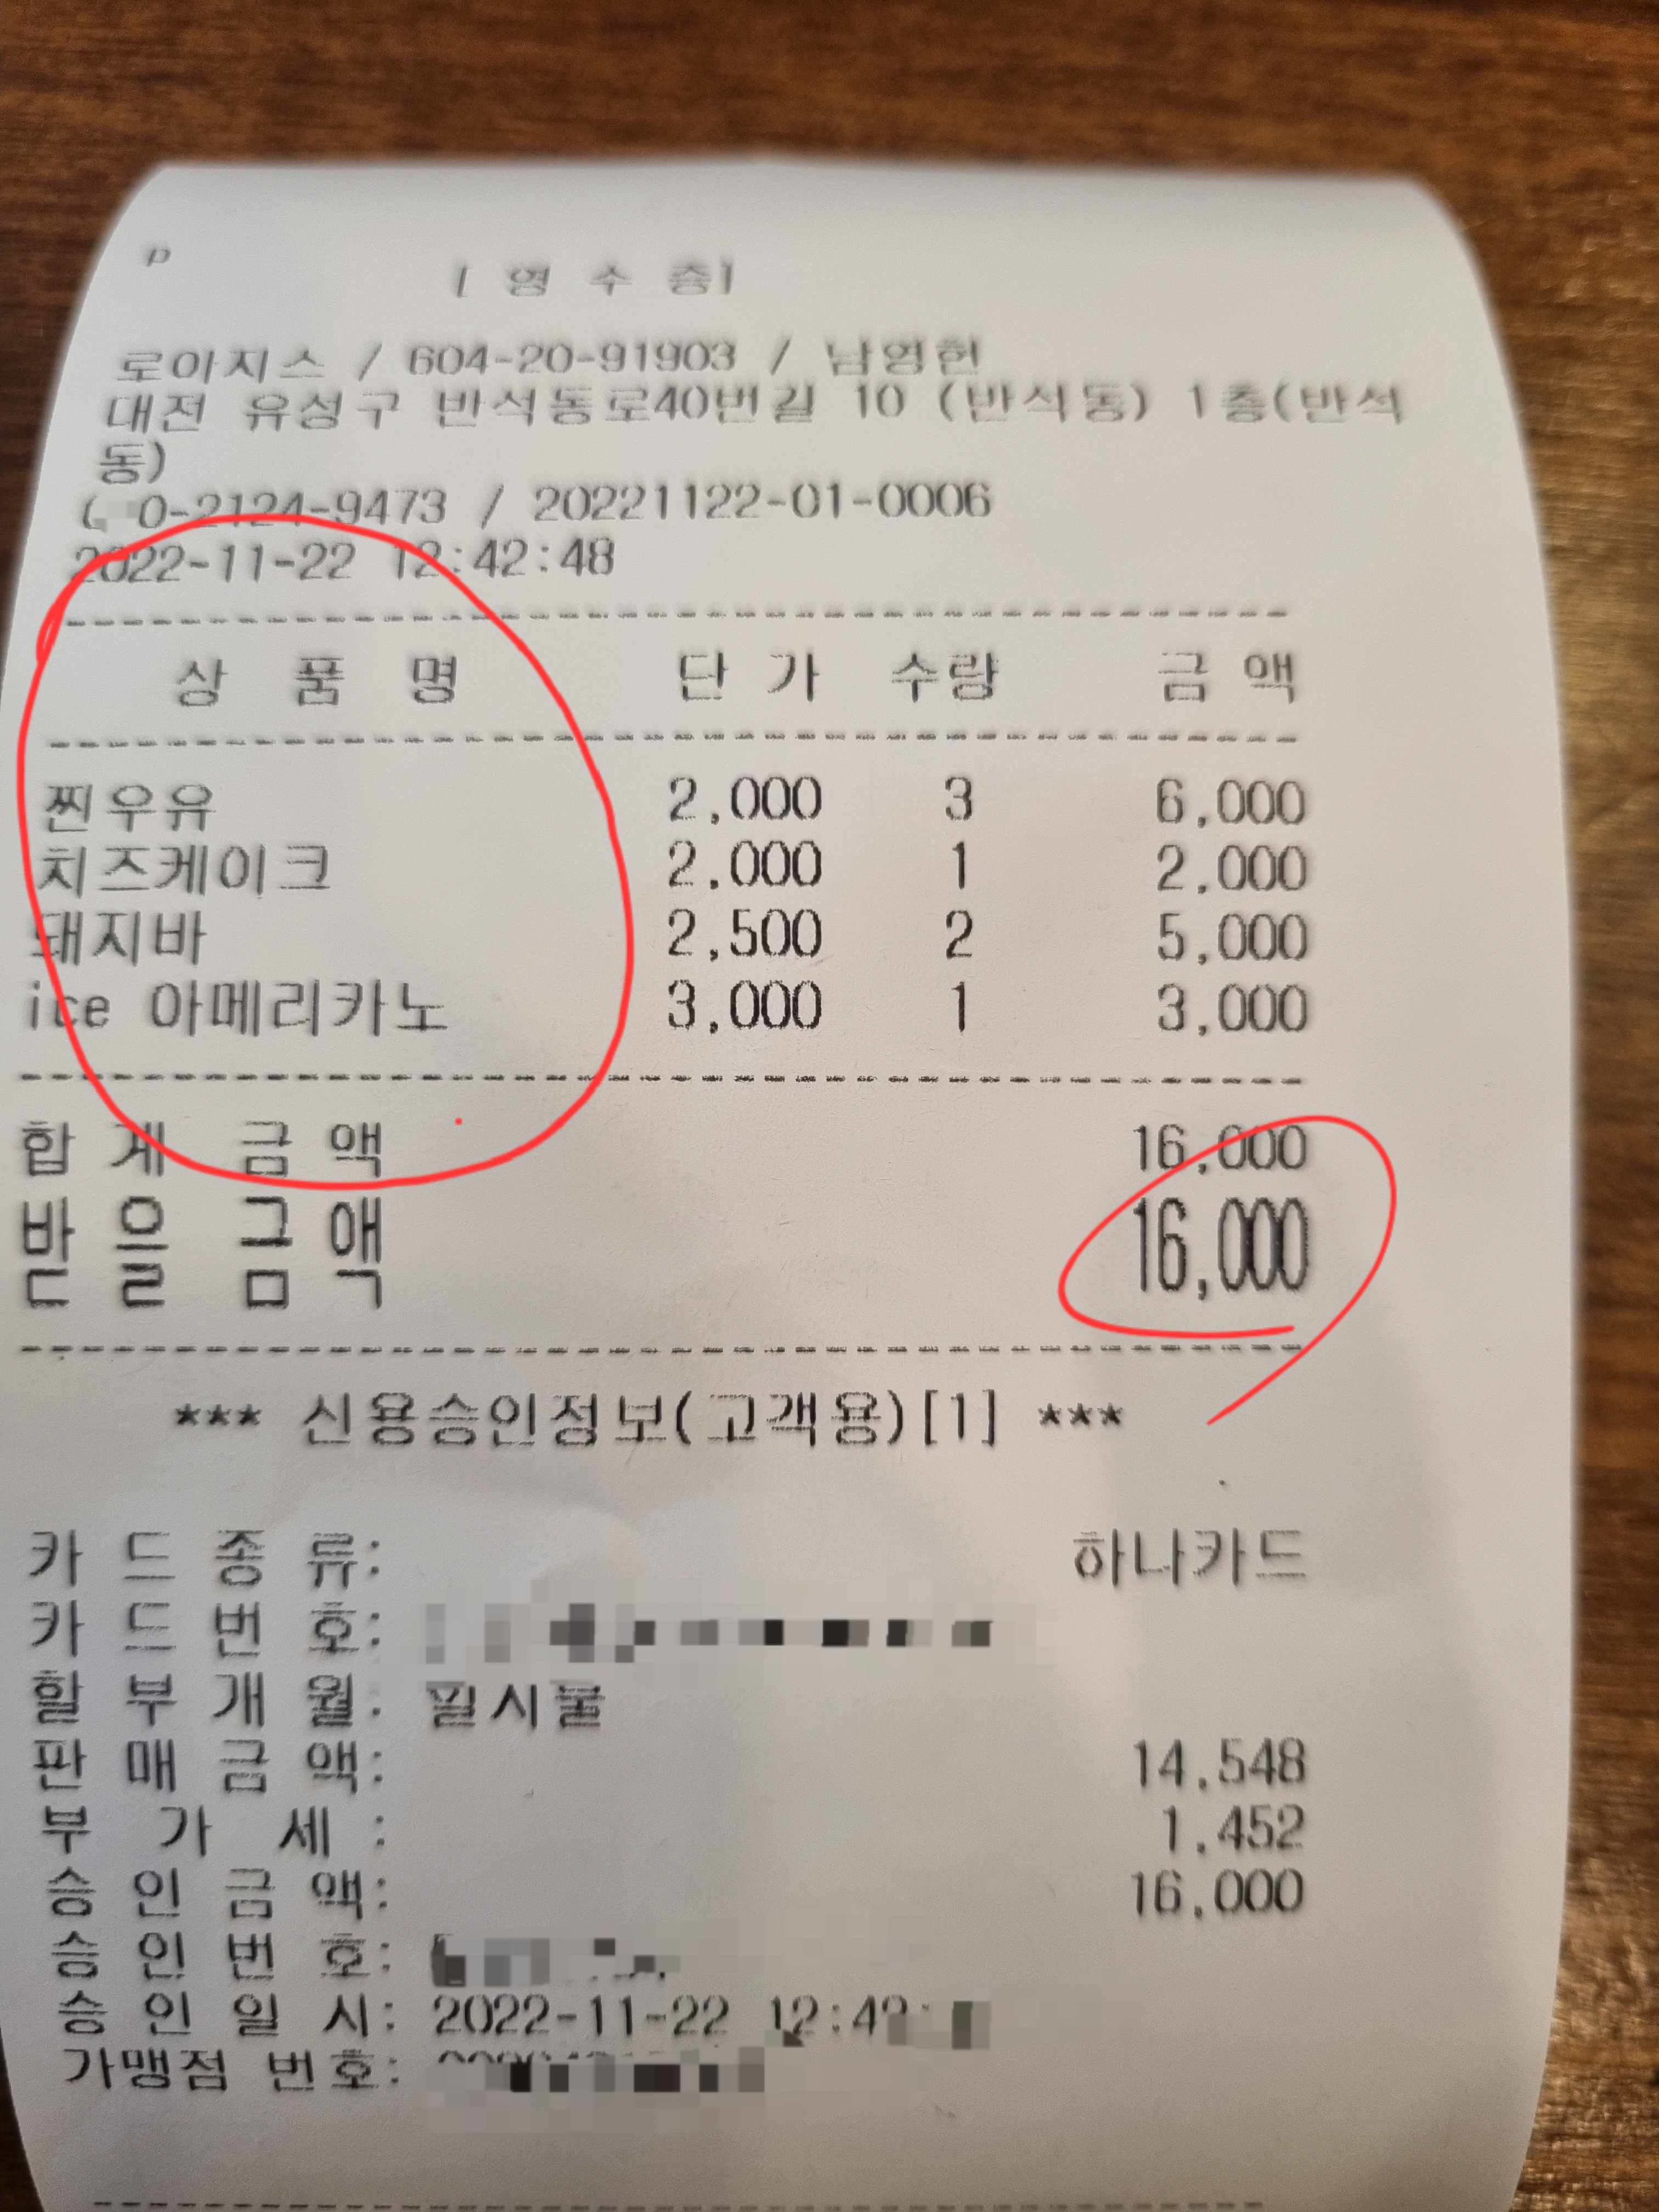 P
[ 영 수 증]
로아지스 / 604-20-91903 / 남영헌
대전 유성구 반석동로40번길 10 (반석동) 1층(반석
동)
0-2124-9473 / 20221122-01-0006
2022-11-22 12:42:48
상 품 명 단 가 수량 금 액
찐우유 2,000 3 6,000
치즈케이크 2,000 1 2,000
돼지바 2,500 2 5,000
ice 아메리카노 3,000 1 3,000
합 계 금 액 16,000
받 을 금 액 16,000
*** 신용승인정보(고객용)[1] ***
카 드 종 류: 하나카드
카 드 번 호:
할 부 개 월: 일시불
판 매 금 액: 14,548
부 가 세 : 1,452
승 인 금 액: 16,000
승 인 번 호:
승 인 일 시: 2022-11-22 12:42:
가맹점 번호: